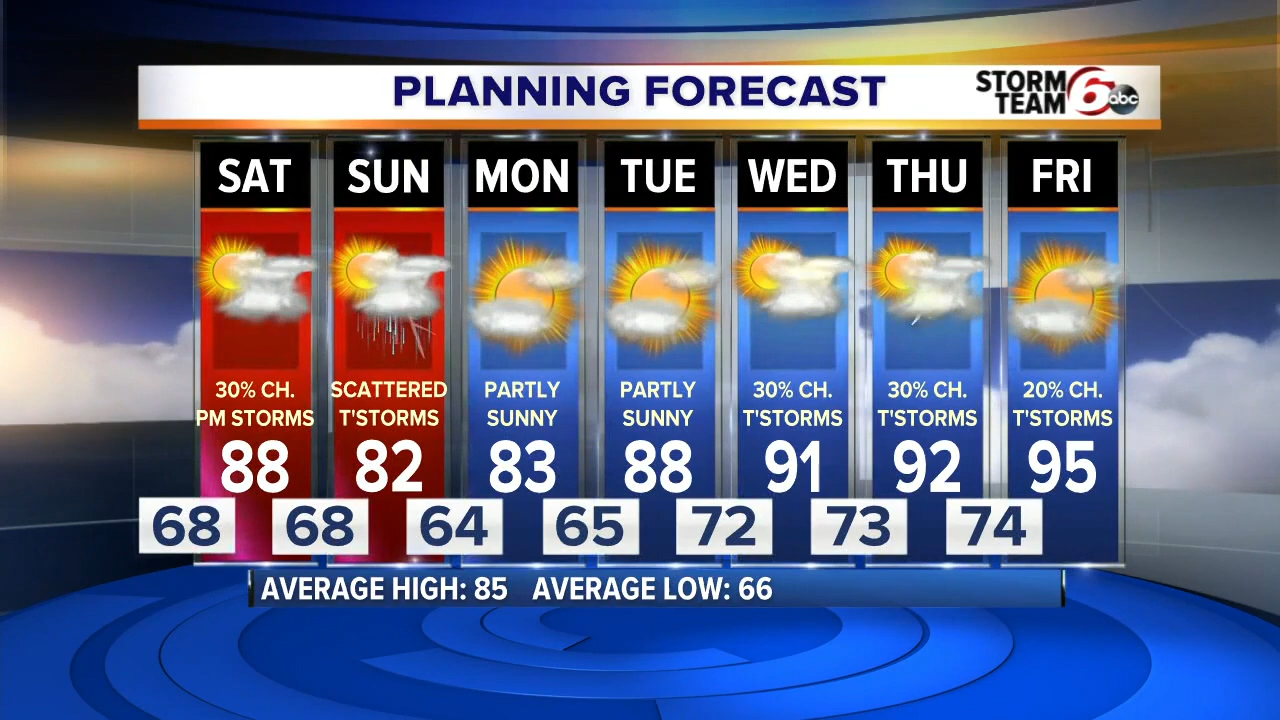 PLANNING FORECAST
STORM
TEAM 6 abc
SAT SUN MON TUE WED THU FRI
30% CH. SCATTERED PARTLY PARTLY 30% CH. 30% CH. 20% CH.
PM STORMS T'STORMS SUNNY SUNNY T'STORMS T'STORMS T'STORMS
88 82 83 88 91 92 95
68 68 64 65 72 73 74
AVERAGE HIGH: 85 AVERAGE LOW: 66